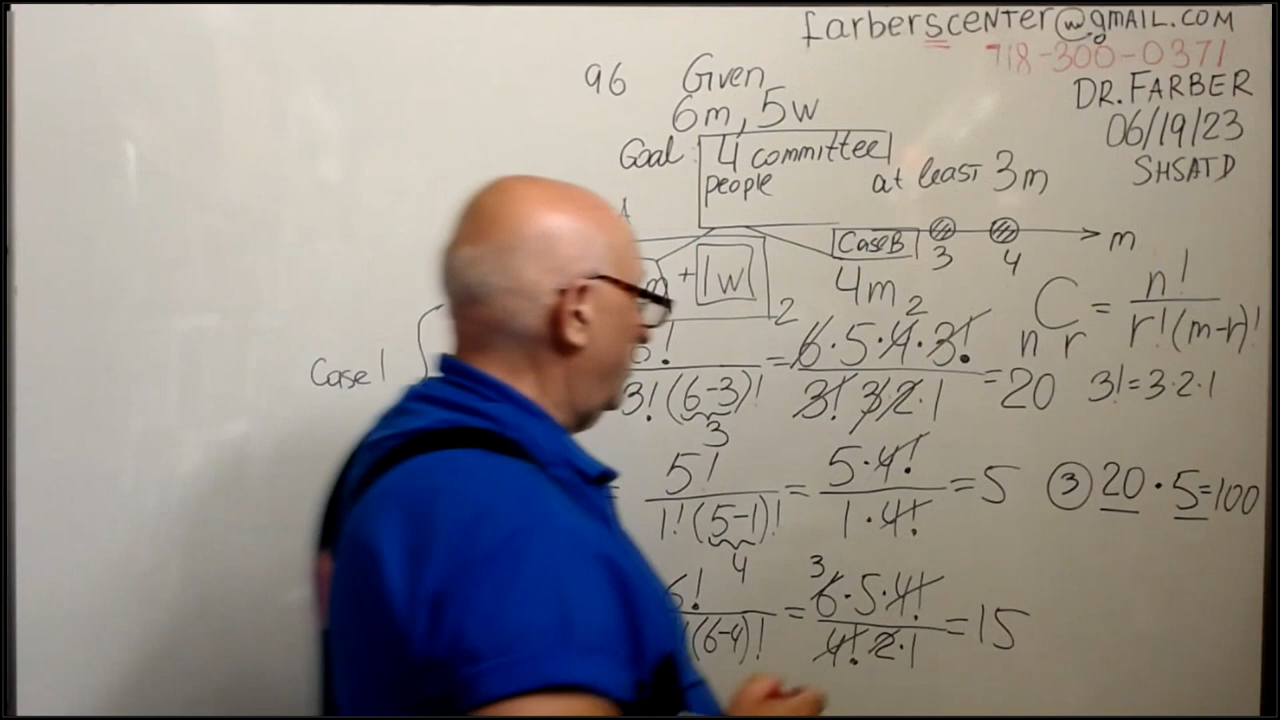 farberscenter@gmail.com
718-300-0371
96 Given
DR. FARBER
6m, 5w
06/19/23
Goal: 4 committee
people at least 3m
SHSATD
Case B 3 4 m
m + 1w
4m
nCr = n!/r!(m-r)!
Case 1
6!/3!(6-3)! = 6·5·4·3!/3! 3·2·1 = 20
3
2
2
3! = 3·2·1
= 5!/1!(5-1)! = 5·4!/1·4! = 5
4
③ 20 · 5 = 100
6!/(6-4)! = 6·5·4!/4! 2·1 = 15
3